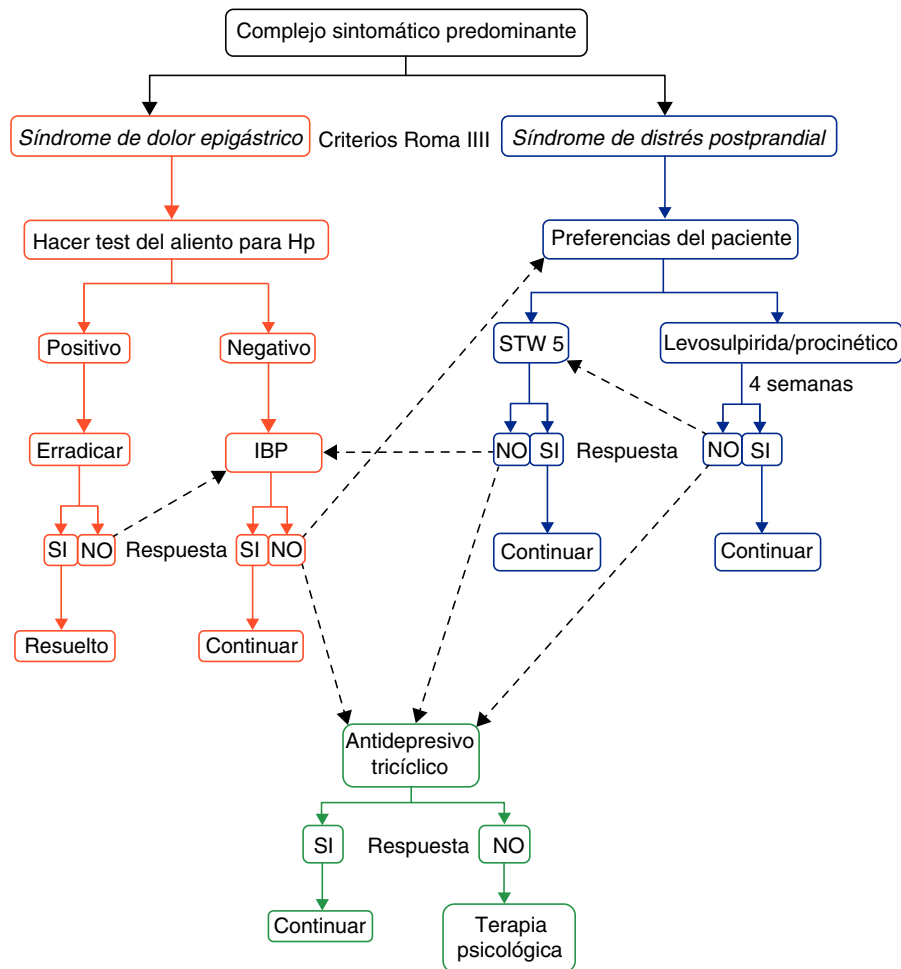 Complejo sintomático predominante
Síndrome de dolor epigástrico
Criterios Roma IIII
Síndrome de distrés postprandial
Hacer test del aliento para Hp
Preferencias del paciente
Positivo
Negativo
STW 5
Levosulpirida/procinético
4 semanas
Erradicar
IBP
NO
SI
Respuesta
NO
SI
SI
NO
Respuesta
SI
NO
Continuar
Continuar
Resuelto
Continuar
Antidepresivo
tricíclico
SI
Respuesta
NO
Continuar
Terapia
psicológica